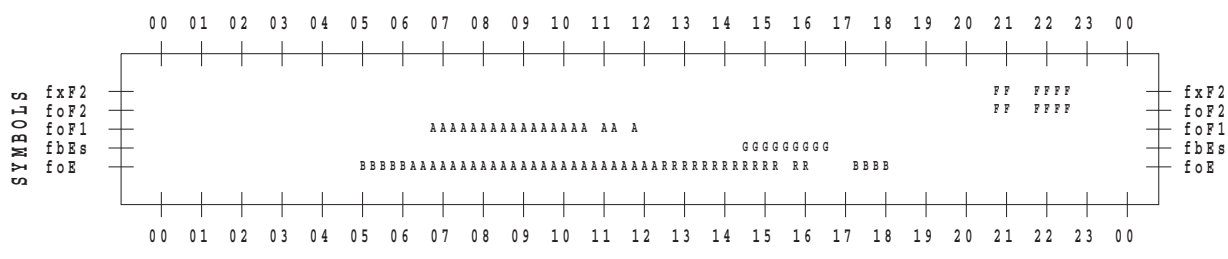 00 01 02 03 04 05 06 07 08 09 10 11 12 13 14 15 16 17 18 19 20 21 22 23 00
SYMBOLS
fxF2 FF FFFF fxF2
foF2 FF FFFF foF2
foF1 AAAAAAAAAAAAAAAA AA A foF1
fbEs GGGGGGGGG fbEs
foE BBBBBAAAAAAAAAAAAAAAAAAAAAAAAARRRRRRRRRRRR RR BBBB foE
00 01 02 03 04 05 06 07 08 09 10 11 12 13 14 15 16 17 18 19 20 21 22 23 00